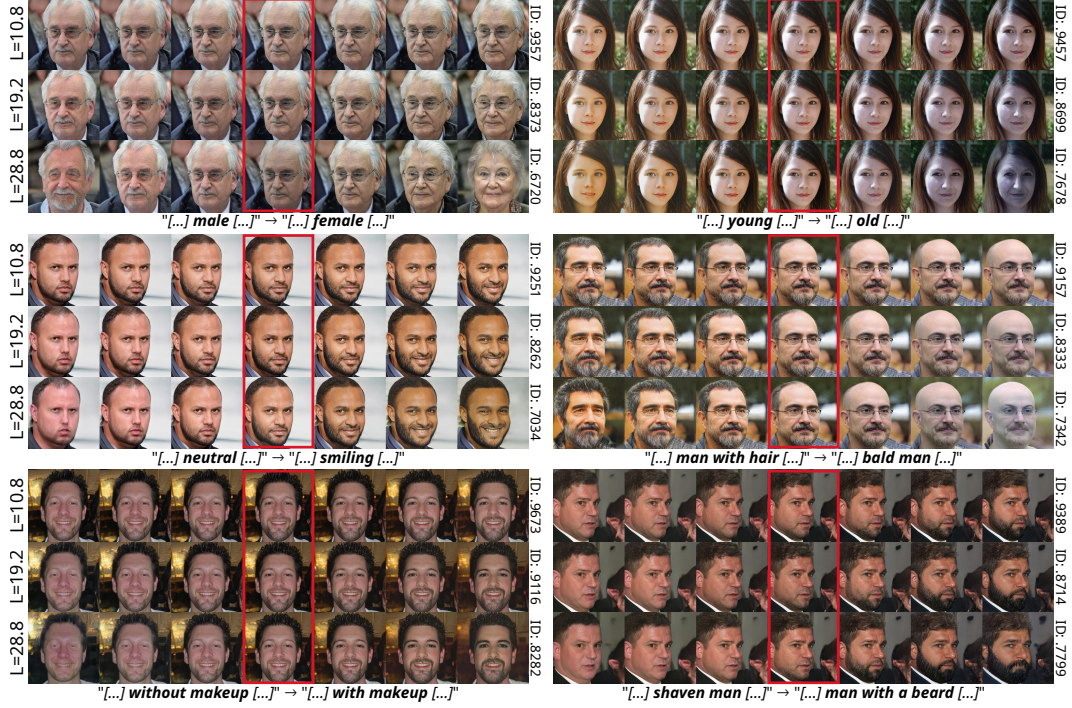 L=10.8
ID: .9357
L=19.2
ID: .8373
L=28.8
ID: .6720
"[...] male [...]" → "[...] female [...]"
ID: .9457
ID: .8699
ID: .7678
"[...] young [...]" → "[...] old [...]"
L=10.8
ID: .9251
L=19.2
ID: .8262
L=28.8
ID: .7034
"[...] neutral [...]" → "[...] smiling [...]"
ID: .9157
ID: .8333
ID: .7342
"[...] man with hair [...]" → "[...] bald man [...]"
L=10.8
ID: .9673
L=19.2
ID: .9116
L=28.8
ID: .8282
"[...] without makeup [...]" → "[...] with makeup [...]"
ID: .9389
ID: .8714
ID: .7799
"[...] shaven man [...]" → "[...] man with a beard [...]"